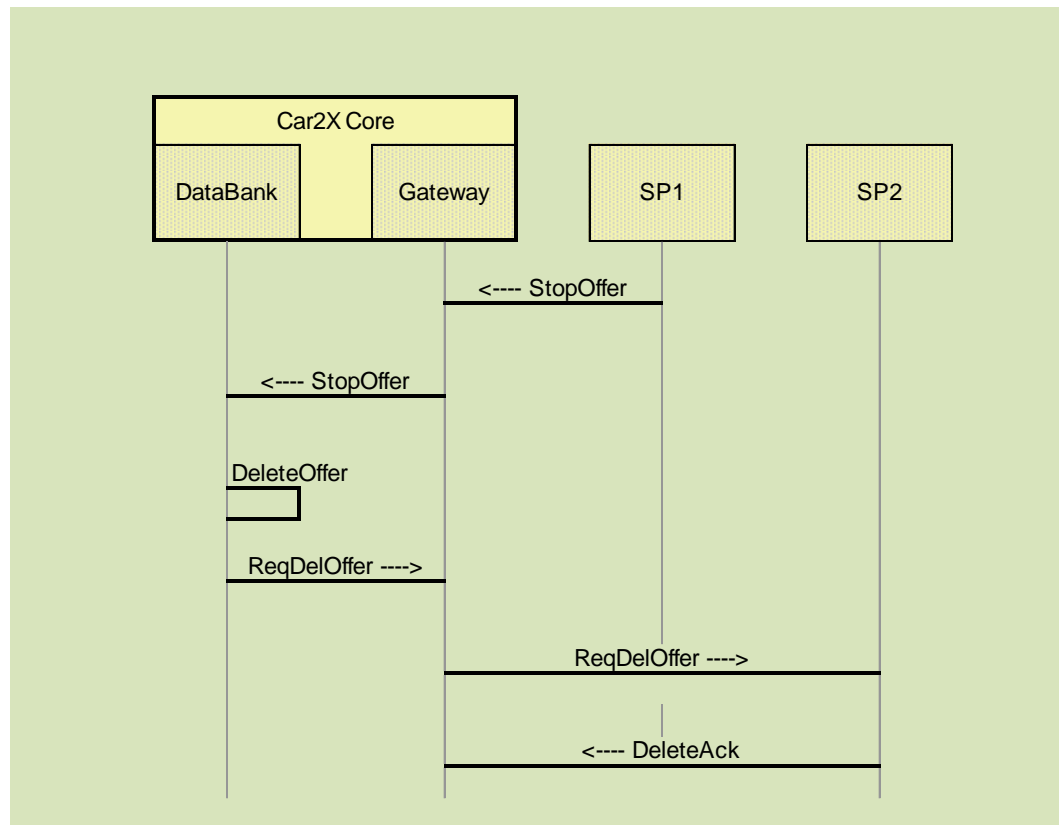 Car2X Core
DataBank
Gateway
SP1
SP2
<---- StopOffer
<---- StopOffer
DeleteOffer
ReqDelOffer ---->
ReqDelOffer ---->
<---- DeleteAck